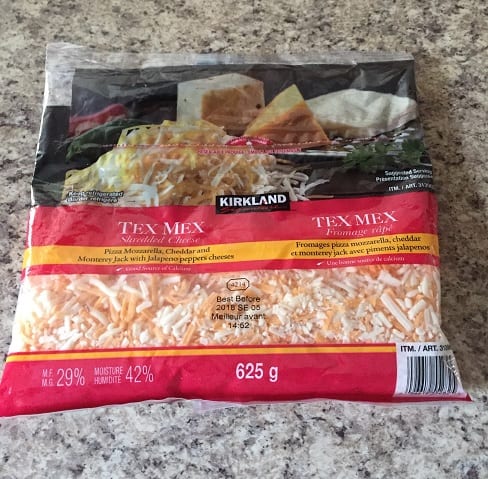 Suggested Serving
Keep refrigerated
Garder réfrigéré
ITM. / ART.
KIRKLAND
TEX MEX
Shredded Cheese
Pizza Mozzarella, Cheddar and
Monterey Jack with Jalapeno peppers cheeses
Good Source of Calcium
TEX MEX
Fromage râpé
Fromages pizza mozzarella, cheddar
et monterey jack avec piments jalapenos
Une bonne source de calcium
4214
Best Before
2018 SE 05
Meilleur avant
14:52
M.F.
M.G. 29%
MOISTURE
HUMIDITÉ 42%
625 g
ITM. / ART.